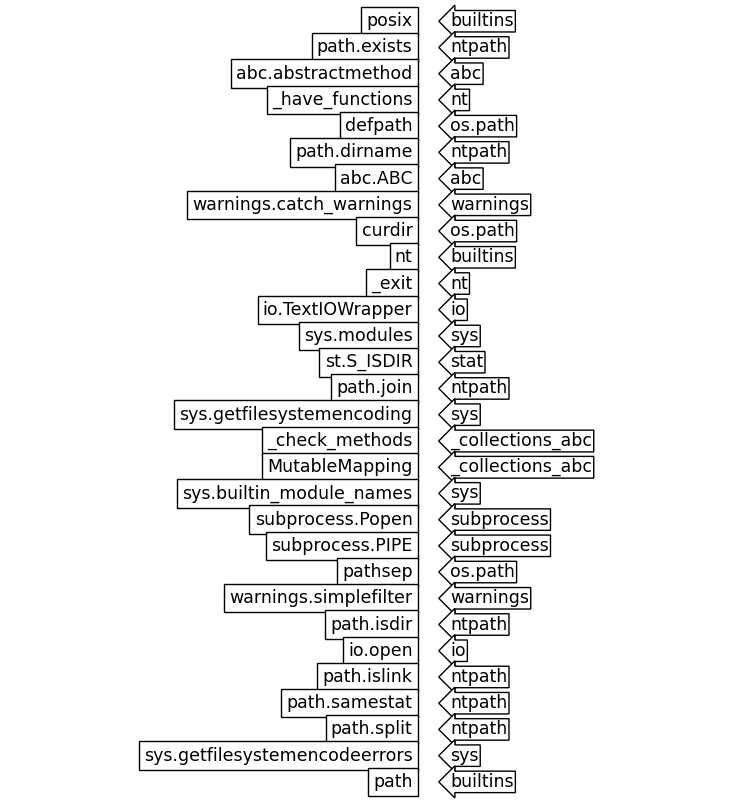 posix builtins
path.exists ntpath
abc.abstractmethod abc
_have_functions nt
defpath os.path
path.dirname ntpath
abc.ABC abc
warnings.catch_warnings warnings
curdir os.path
nt builtins
_exit nt
io.TextIOWrapper io
sys.modules sys
st.S_ISDIR stat
path.join ntpath
sys.getfilesystemencoding sys
_check_methods _collections_abc
MutableMapping _collections_abc
sys.builtin_module_names sys
subprocess.Popen subprocess
subprocess.PIPE subprocess
pathsep os.path
warnings.simplefilter warnings
path.isdir ntpath
io.open io
path.islink ntpath
path.samestat ntpath
path.split ntpath
sys.getfilesystemencodeerrors sys
path builtins